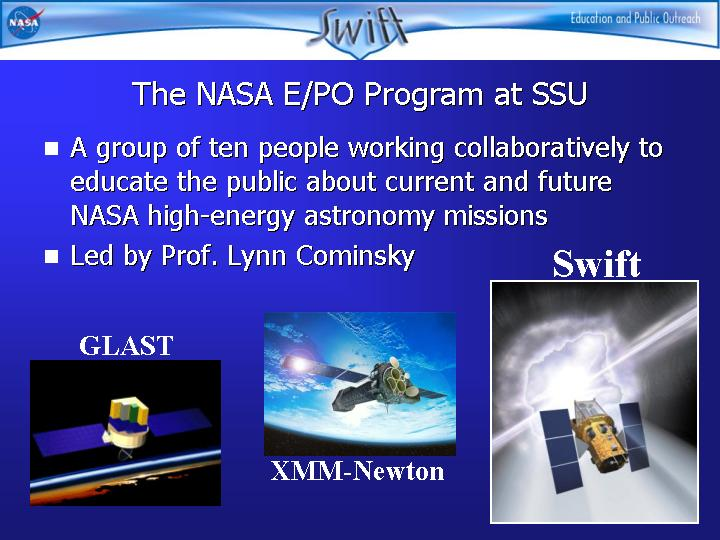 NASA
Swift
Education and Public Outreach
The NASA E/PO Program at SSU
A group of ten people working collaboratively to
educate the public about current and future
NASA high-energy astronomy missions
Led by Prof. Lynn Cominsky
Swift
GLAST
XMM-Newton